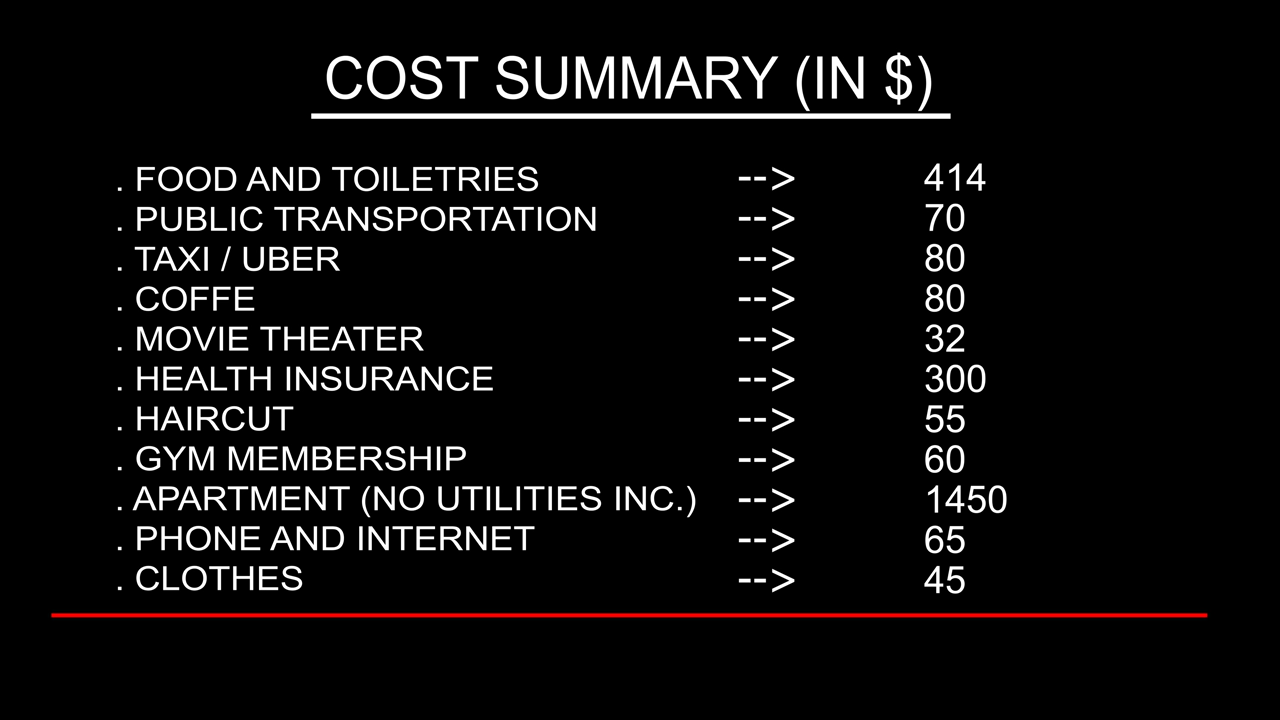 COST SUMMARY (IN $)
. FOOD AND TOILETRIES --> 414
. PUBLIC TRANSPORTATION --> 70
. TAXI / UBER --> 80
. COFFE --> 80
. MOVIE THEATER --> 32
. HEALTH INSURANCE --> 300
. HAIRCUT --> 55
. GYM MEMBERSHIP --> 60
. APARTMENT (NO UTILITIES INC.) --> 1450
. PHONE AND INTERNET --> 65
. CLOTHES --> 45